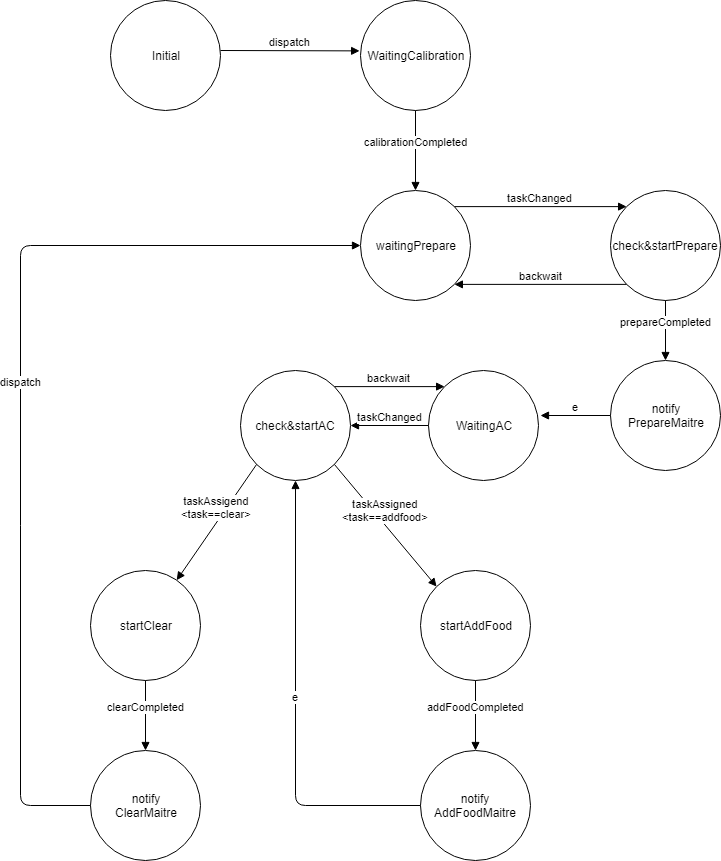 dispatch
Initial
WaitingCalibration
calibrationCompleted
taskChanged
waitingPrepare
check&startPrepare
backwait
prepareCompleted
dispatch
backwait
notify
PrepareMaitre
e
check&startAC
taskChanged
WaitingAC
taskAssigend
<task==clear>
taskAssigned
<task==addfood>
startClear
startAddFood
e
clearCompleted
addFoodCompleted
notify
ClearMaitre
notify
AddFoodMaitre